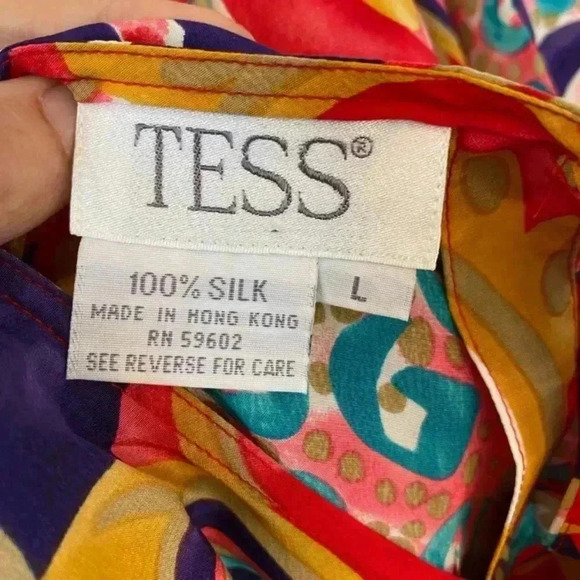 TESS®
100% SILK
MADE IN HONG KONG
RN 59602
SEE REVERSE FOR CARE
L